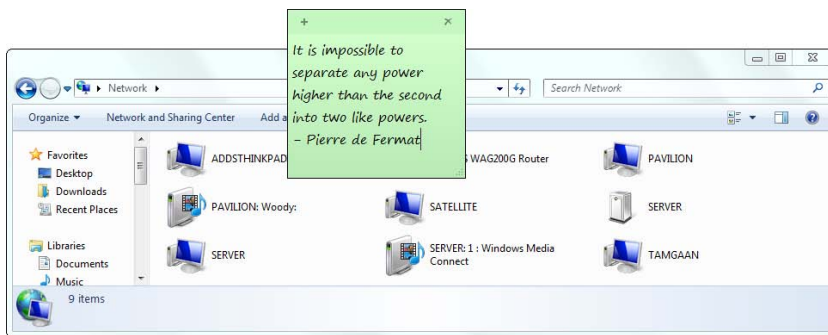 + ×
It is impossible to
separate any power
higher than the second
into two like powers.
- Pierre de Fermat
Network
Search Network
Organize
Network and Sharing Center
Add a
Favorites
Desktop
Downloads
Recent Places
Libraries
Documents
Music
ADDSTHINKPAD
WAG200G Router
PAVILION
PAVILION: Woody:
SATELLITE
SERVER
SERVER
SERVER: 1 : Windows Media
Connect
TAMGAAN
9 items